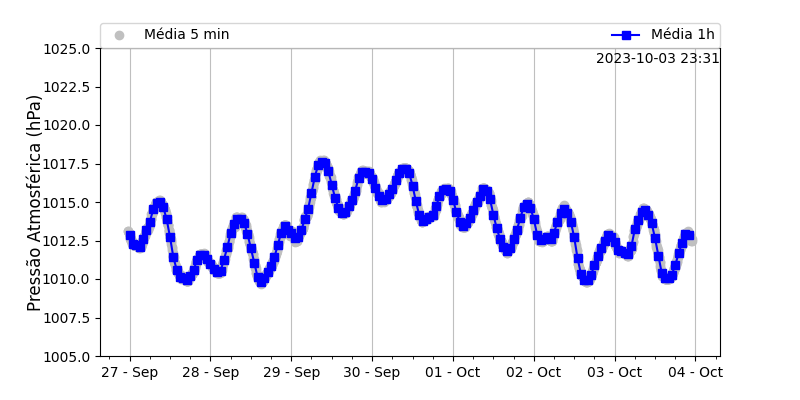 Média 5 min
Média 1h
2023-10-03 23:31
Pressão Atmosférica (hPa)
1025.0
1022.5
1020.0
1017.5
1015.0
1012.5
1010.0
1007.5
1005.0
27 - Sep
28 - Sep
29 - Sep
30 - Sep
01 - Oct
02 - Oct
03 - Oct
04 - Oct